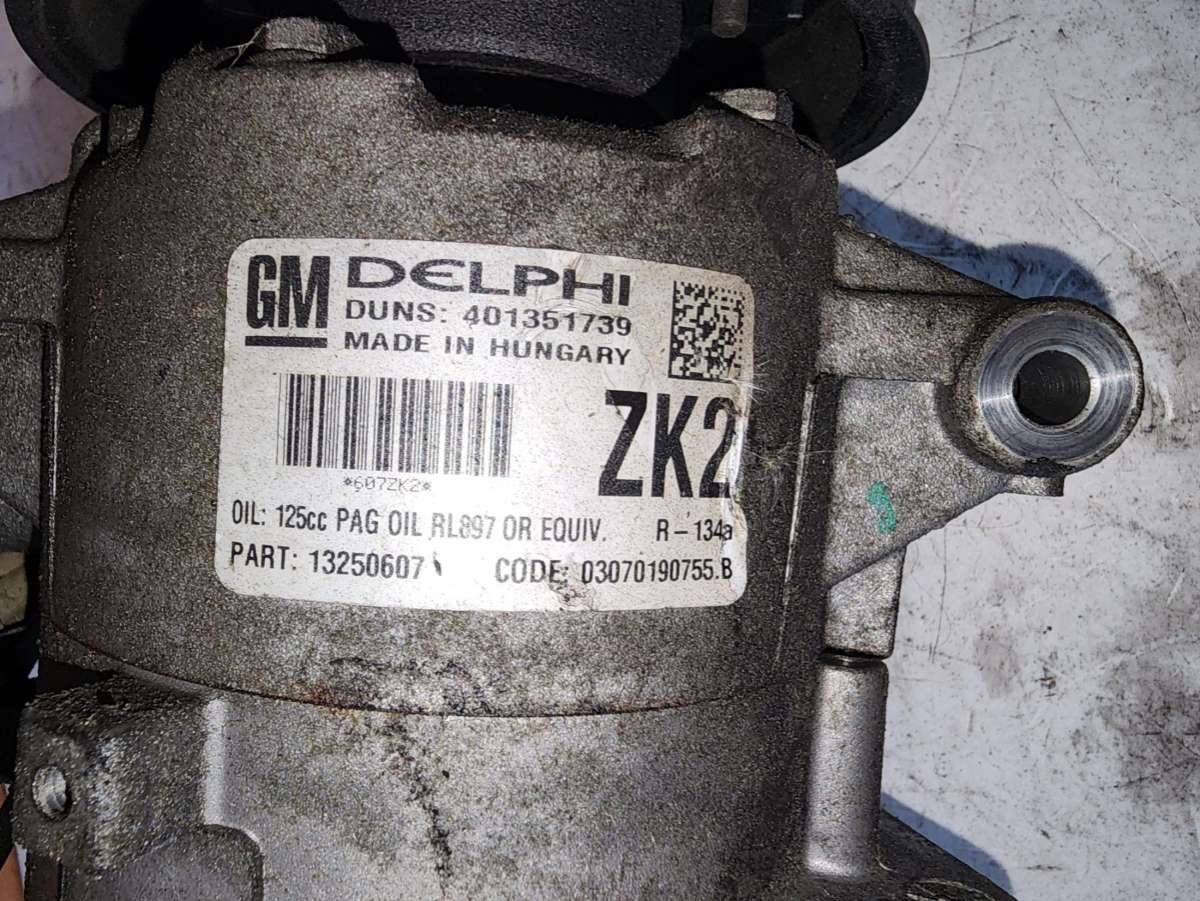 GM DELPHI
DUNS: 401351739
MADE IN HUNGARY
ZK2
*607ZK2*
OIL: 125cc PAG OIL RL897 OR EQUIV. R-134a
PART: 13250607 CODE: 03070190755.B